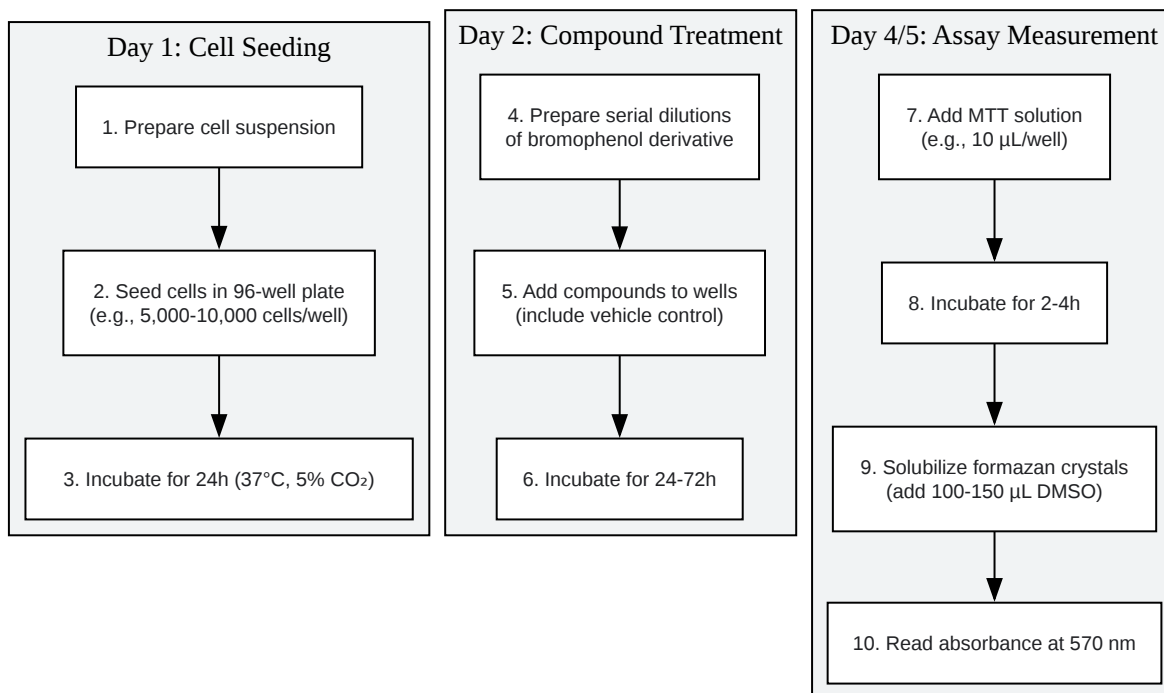 Day 1: Cell Seeding
1. Prepare cell suspension
2. Seed cells in 96-well plate
(e.g., 5,000-10,000 cells/well)
3. Incubate for 24h (37°C, 5% CO₂)
Day 2: Compound Treatment
4. Prepare serial dilutions
of bromophenol derivative
5. Add compounds to wells
(include vehicle control)
6. Incubate for 24-72h
Day 4/5: Assay Measurement
7. Add MTT solution
(e.g., 10 µL/well)
8. Incubate for 2-4h
9. Solubilize formazan crystals
(add 100-150 µL DMSO)
10. Read absorbance at 570 nm